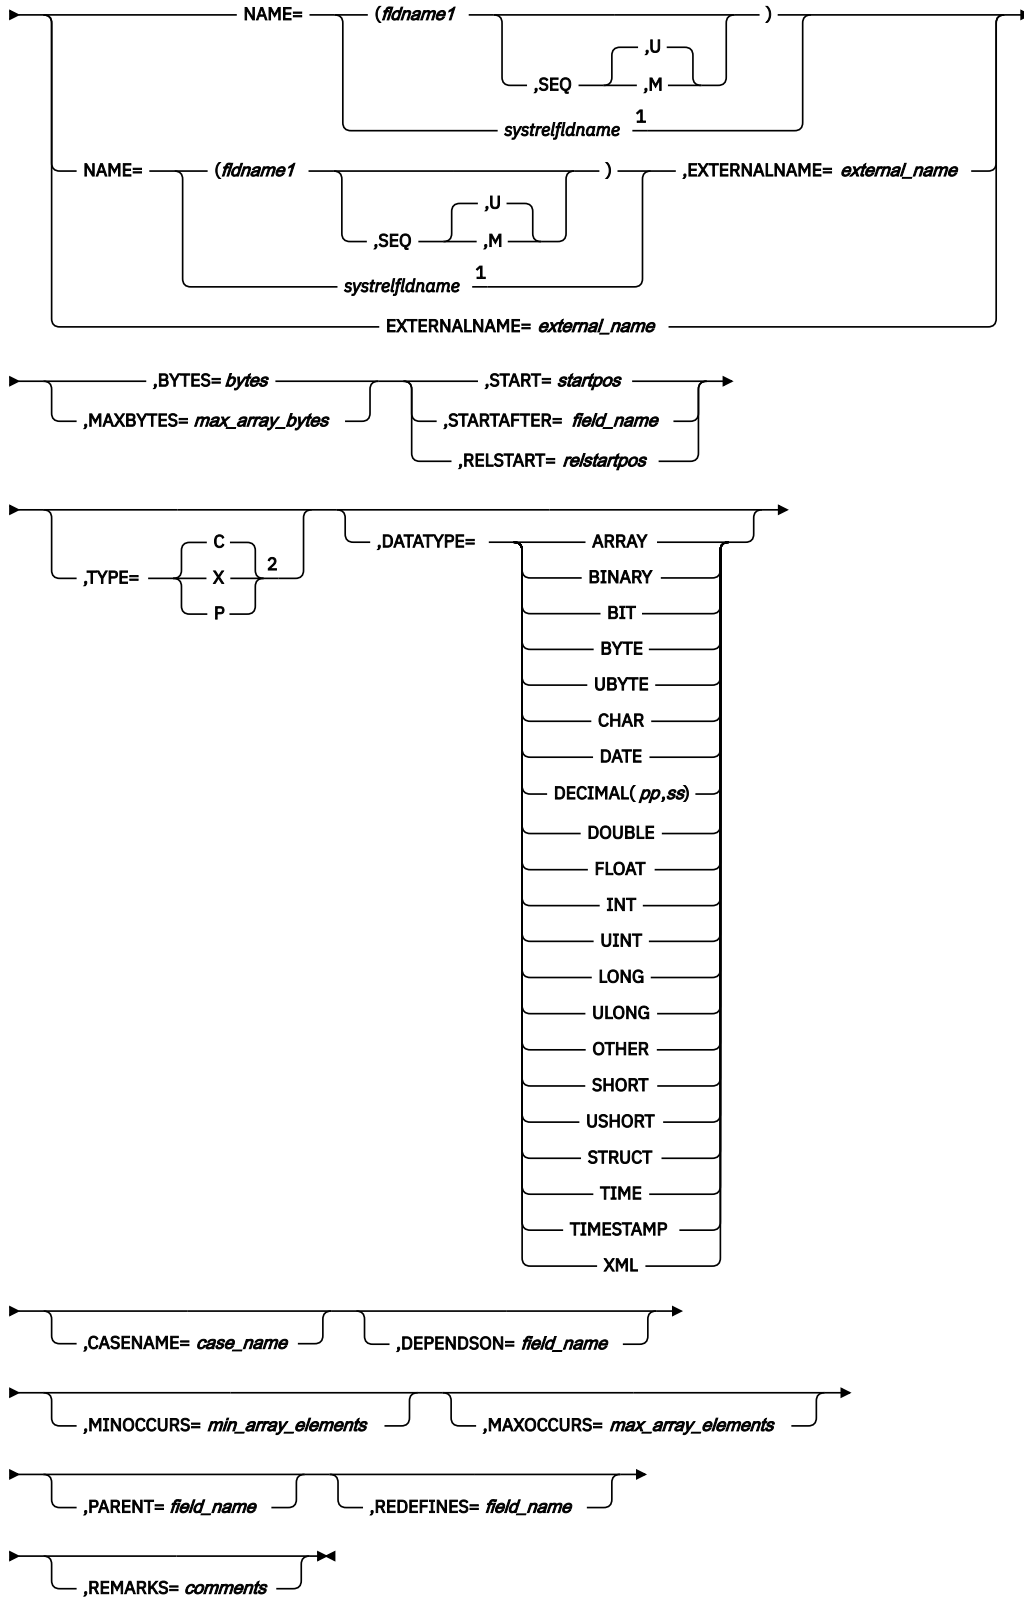 NAME= (fldname1 )
,U
,SEQ ,M
systrelfldname 1
NAME= (fldname1 ) ,EXTERNALNAME= external_name
,U
,SEQ ,M
systrelfldname 1
EXTERNALNAME= external_name
,BYTES= bytes ,START= startpos
,MAXBYTES= max_array_bytes ,STARTAFTER= field_name
,RELSTART= relstartpos
C ,DATATYPE= ARRAY
,TYPE= X 2 BINARY
P BIT
BYTE
UBYTE
CHAR
DATE
DECIMAL( pp,ss)
DOUBLE
FLOAT
INT
UINT
LONG
ULONG
OTHER
SHORT
USHORT
STRUCT
TIME
TIMESTAMP
XML
,CASENAME= case_name ,DEPENDSON= field_name
,MINOCCURS= min_array_elements ,MAXOCCURS= max_array_elements
,PARENT= field_name ,REDEFINES= field_name
,REMARKS= comments